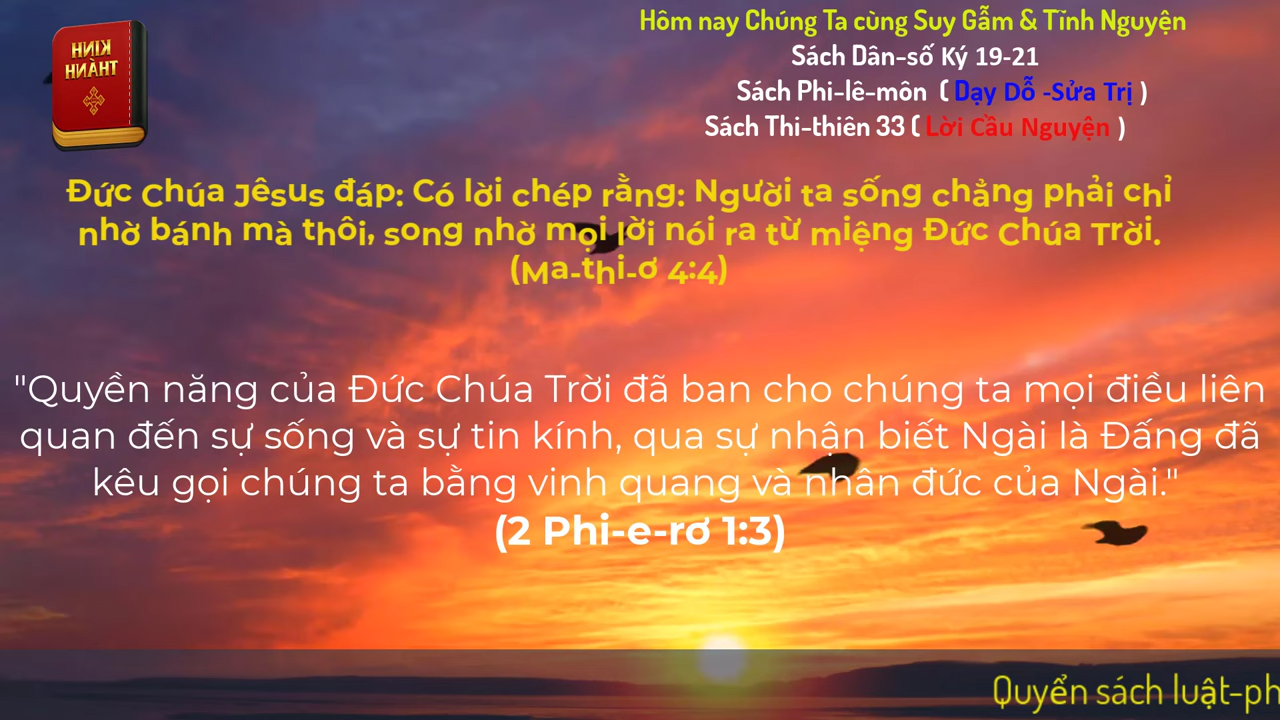 KINH
THÁNH
Hôm nay Chúng Ta cùng Suy Gẫm & Tĩnh Nguyện
Sách Dân-số Ký 19-21
Sách Phi-lê-môn ( Dạy Dỗ -Sửa Trị )
Sách Thi-thiên 33 ( Lời Cầu Nguyện )
Đức Chúa Jêsus đáp: Có lời chép rằng: Người ta sống chẳng phải chỉ
nhờ bánh mà thôi, song nhờ mọi lời nói ra từ miệng Đức Chúa Trời.
(Ma-thi-ơ 4:4)
"Quyền năng của Đức Chúa Trời đã ban cho chúng ta mọi điều liên
quan đến sự sống và sự tin kính, qua sự nhận biết Ngài là Đấng đã
kêu gọi chúng ta bằng vinh quang và nhân đức của Ngài."
(2 Phi-e-rơ 1:3)
Quyển sách luật-ph